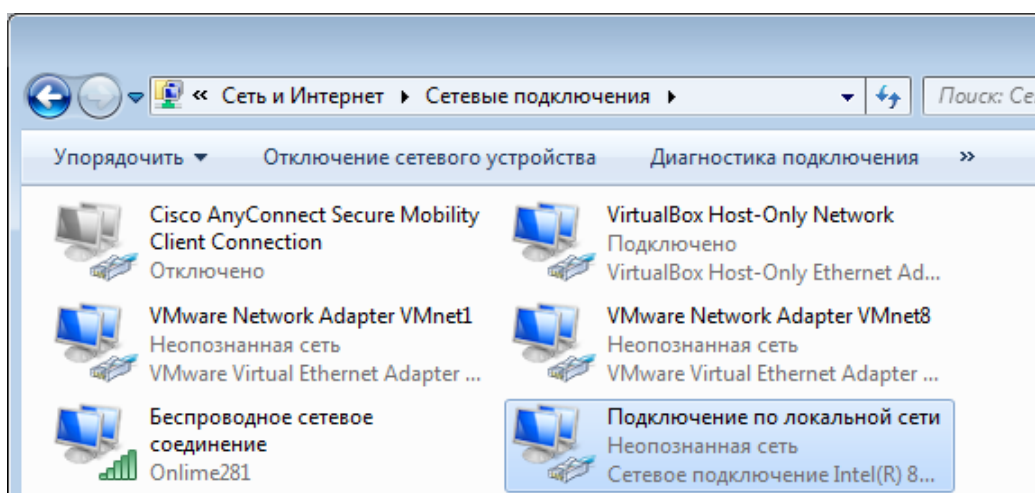 « Сеть и Интернет ▸ Сетевые подключения ▸
Поиск: Се
Упорядочить ▾ Отключение сетевого устройства Диагностика подключения »
Cisco AnyConnect Secure Mobility
Client Connection
Отключено
VirtualBox Host-Only Network
Подключено
VirtualBox Host-Only Ethernet Ad...
VMware Network Adapter VMnet1
Неопознанная сеть
VMware Virtual Ethernet Adapter ...
VMware Network Adapter VMnet8
Неопознанная сеть
VMware Virtual Ethernet Adapter ...
Беспроводное сетевое
соединение
Onlime281
Подключение по локальной сети
Неопознанная сеть
Сетевое подключение Intel(R) 8...